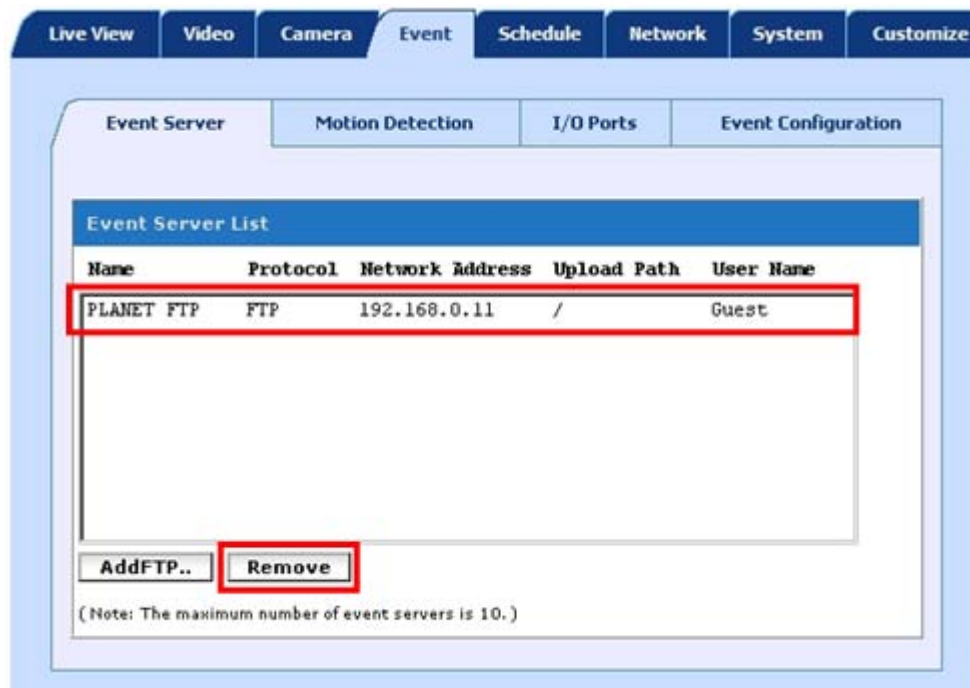 Live View Video Camera Event Schedule Network System Customize
Event Server Motion Detection I/O Ports Event Configuration
Event Server List
Name Protocol Network Address Upload Path User Name
PLANET FTP FTP 192.168.0.11 / Guest
AddFTP.. Remove
(Note: The maximum number of event servers is 10.)